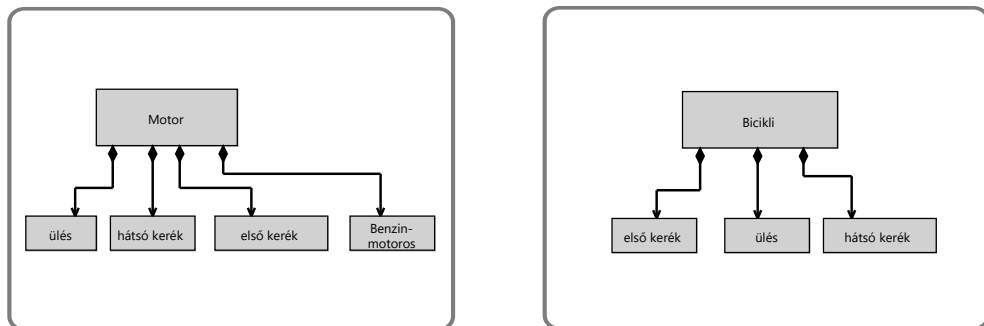 Motor
ülés
hátsó kerék
első kerék
Benzin-
motoros
Bicikli
első kerék
ülés
hátsó kerék